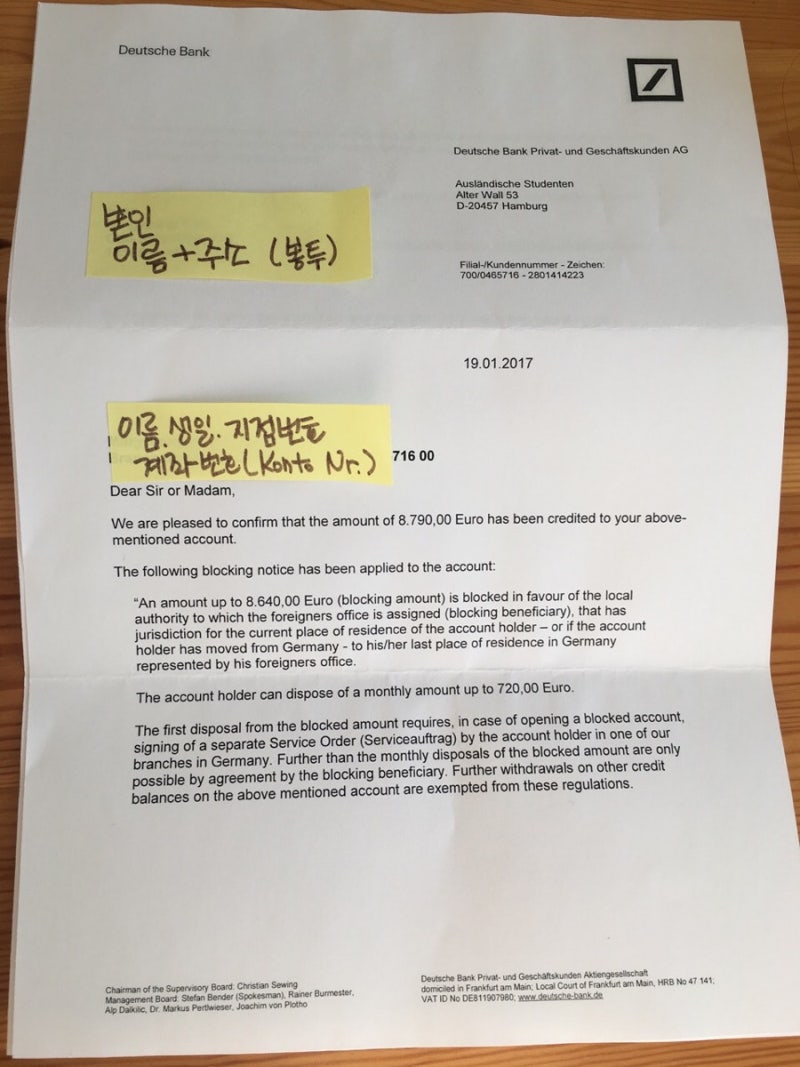 Deutsche Bank
Deutsche Bank Privat- und Geschäftskunden AG
Ausländische Studenten
Alter Wall 53
D-20457 Hamburg
본인
이름 + 주소 (봉투)
Filial-/Kundennummer - Zeichen:
700/0465716 - 2801414223
19.01.2017
이름. 생일. 지점번호
계좌번호 (Konto Nr.)
716 00
Dear Sir or Madam,
We are pleased to confirm that the amount of 8.790,00 Euro has been credited to your above-
mentioned account.
The following blocking notice has been applied to the account:
“An amount up to 8.640,00 Euro (blocking amount) is blocked in favour of the local
authority to which the foreigners office is assigned (blocking beneficiary), that has
jurisdiction for the current place of residence of the account holder – or if the account
holder has moved from Germany - to his/her last place of residence in Germany
represented by his foreigners office.
The account holder can dispose of a monthly amount up to 720,00 Euro.
The first disposal from the blocked amount requires, in case of opening a blocked account,
signing of a separate Service Order (Serviceauftrag) by the account holder in one of our
branches in Germany. Further than the monthly disposals of the blocked amount are only
possible by agreement by the blocking beneficiary. Further withdrawals on other credit
balances on the above mentioned account are exempted from these regulations.
Chairman of the Supervisory Board: Christian Sewing
Management Board: Stefan Bender (Spokesman), Rainer Burmester,
Alp Dalkilic, Dr. Markus Pertlwieser, Joachim von Plotho
Deutsche Bank Privat- und Geschäftskunden Aktiengesellschaft
domiciled in Frankfurt am Main; Local Court of Frankfurt am Main, HRB No 47 141;
VAT ID No DE811907980; www.deutsche-bank.de